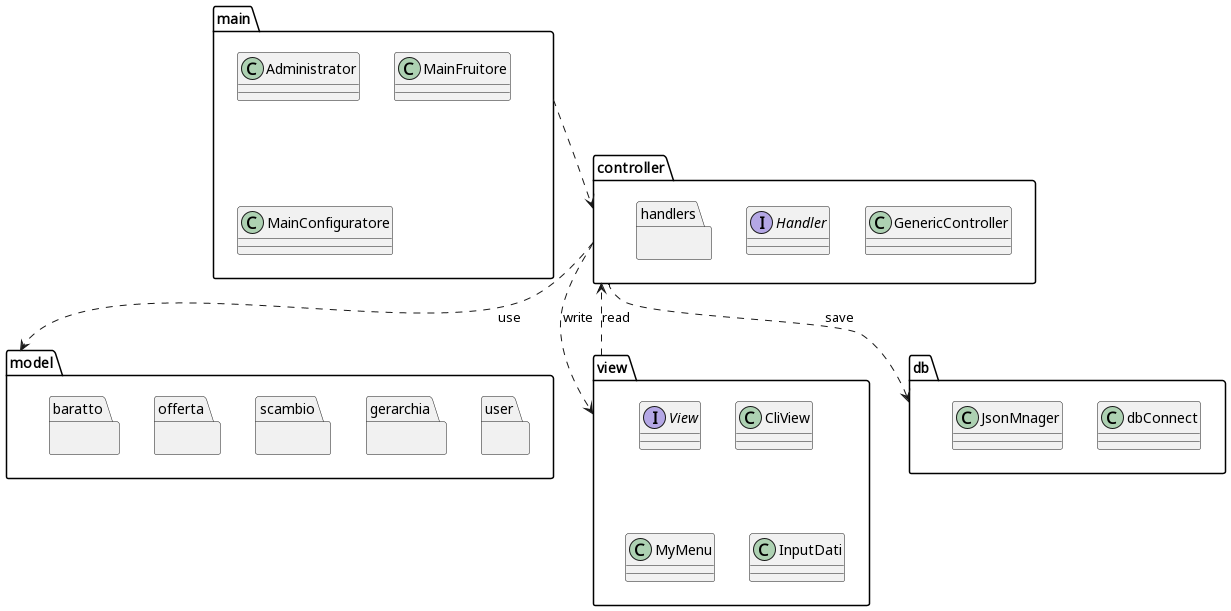 main
C Administrator
C MainFruitore
C MainConfiguratore
controller
handlers
I Handler
C GenericController
use
write
read
save
model
baratto
offerta
scambio
gerarchia
user
view
I View
C CliView
C MyMenu
C InputDati
db
C JsonMnager
C dbConnect